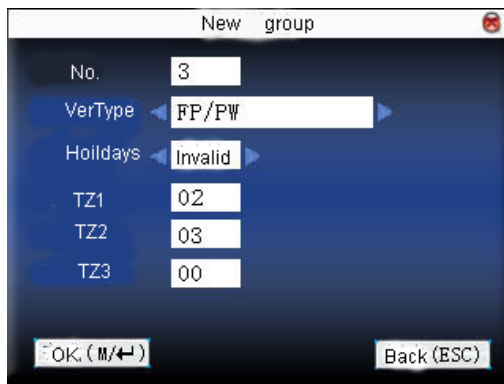 New group
No. 3
VerType FP/PW
Hoildays Invalid
TZ1 02
TZ2 03
TZ3 00
OK (M/↵) Back (ESC)